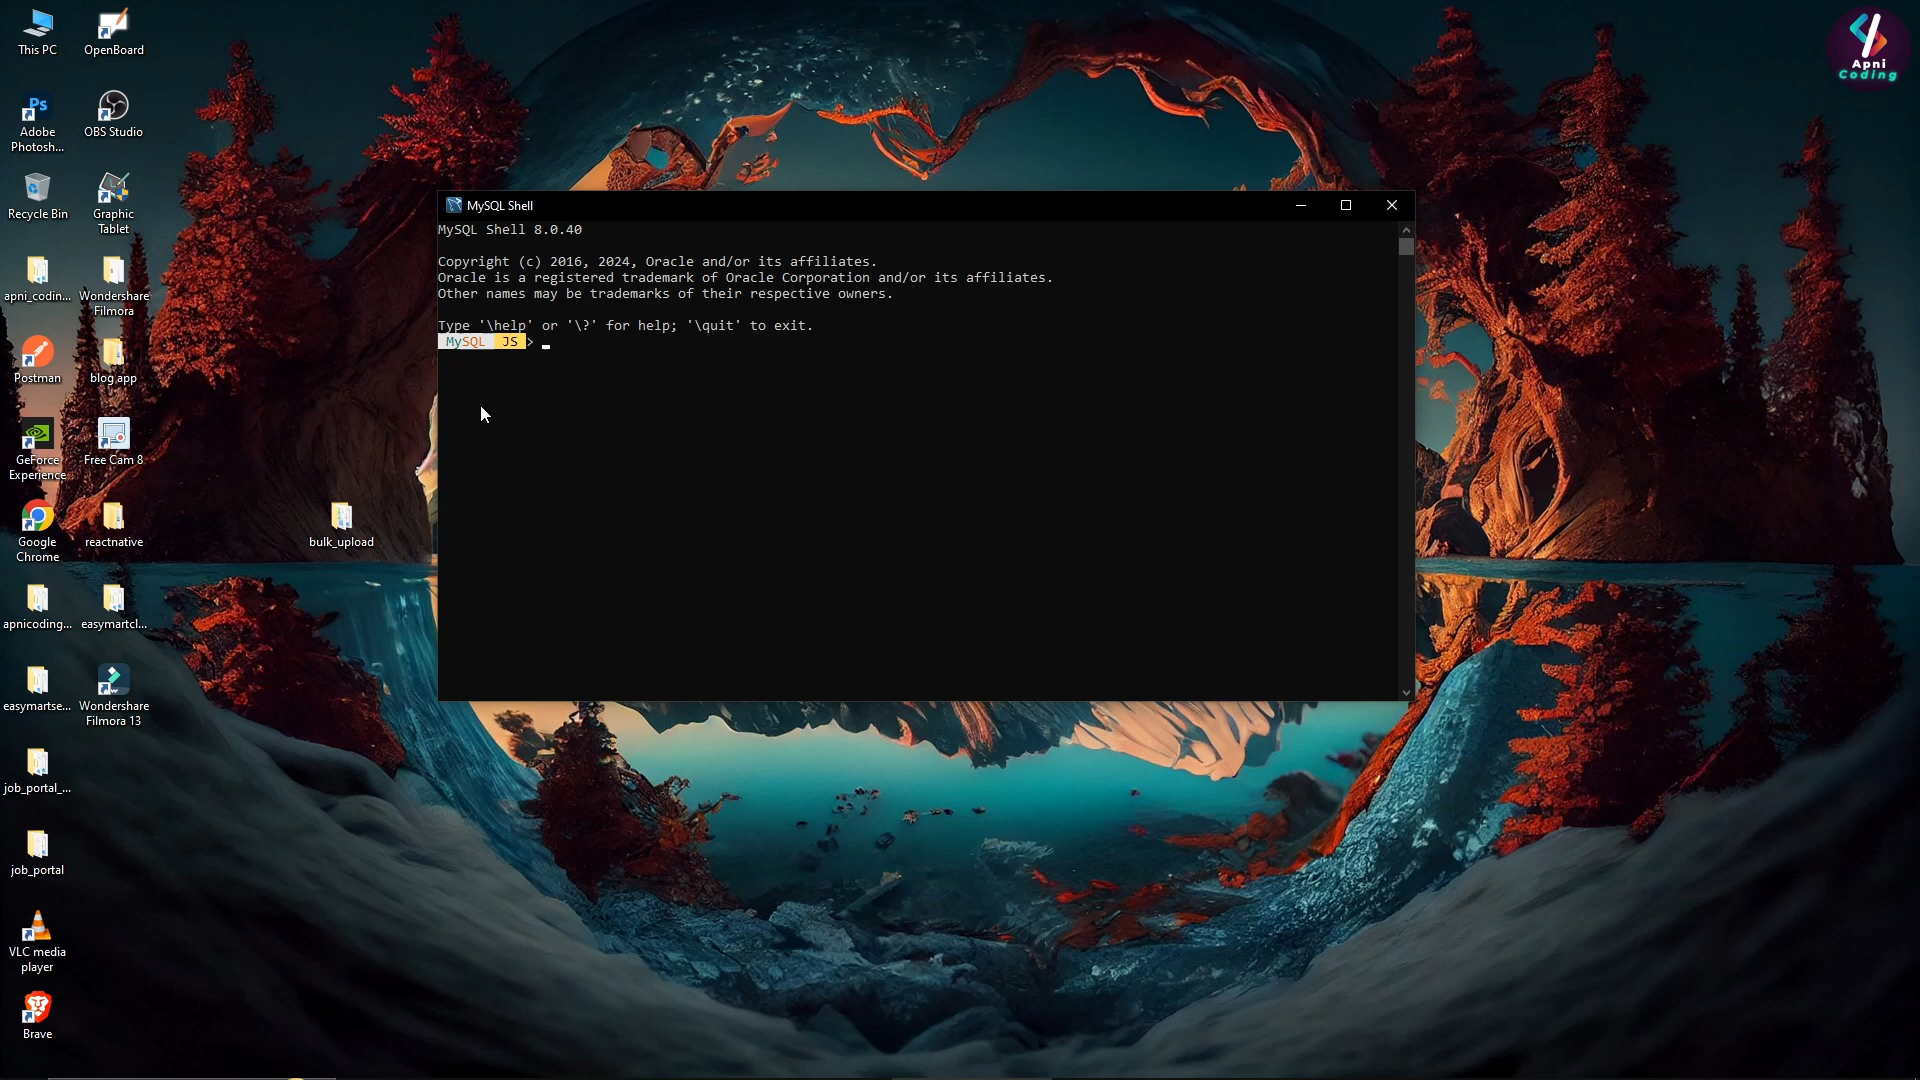 This PC
OpenBoard
Adobe
Photosh...
OBS Studio
Recycle Bin
Graphic
Tablet
apni_codin...
Wondershare
Filmora
Postman
blog app
GeForce
Experience
Free Cam 8
Google
Chrome
reactnative
bulk_upload
apnicoding...
easymartcl...
easymartse...
Wondershare
Filmora 13
job_portal_...
job_portal
VLC media
player
Brave
Ps
MySQL Shell
MySQL Shell 8.0.40
Copyright (c) 2016, 2024, Oracle and/or its affiliates.
Oracle is a registered trademark of Oracle Corporation and/or its affiliates.
Other names may be trademarks of their respective owners.
Type '\help' or '\?' for help; '\quit' to exit.
MySQL JS >
Apni
Coding